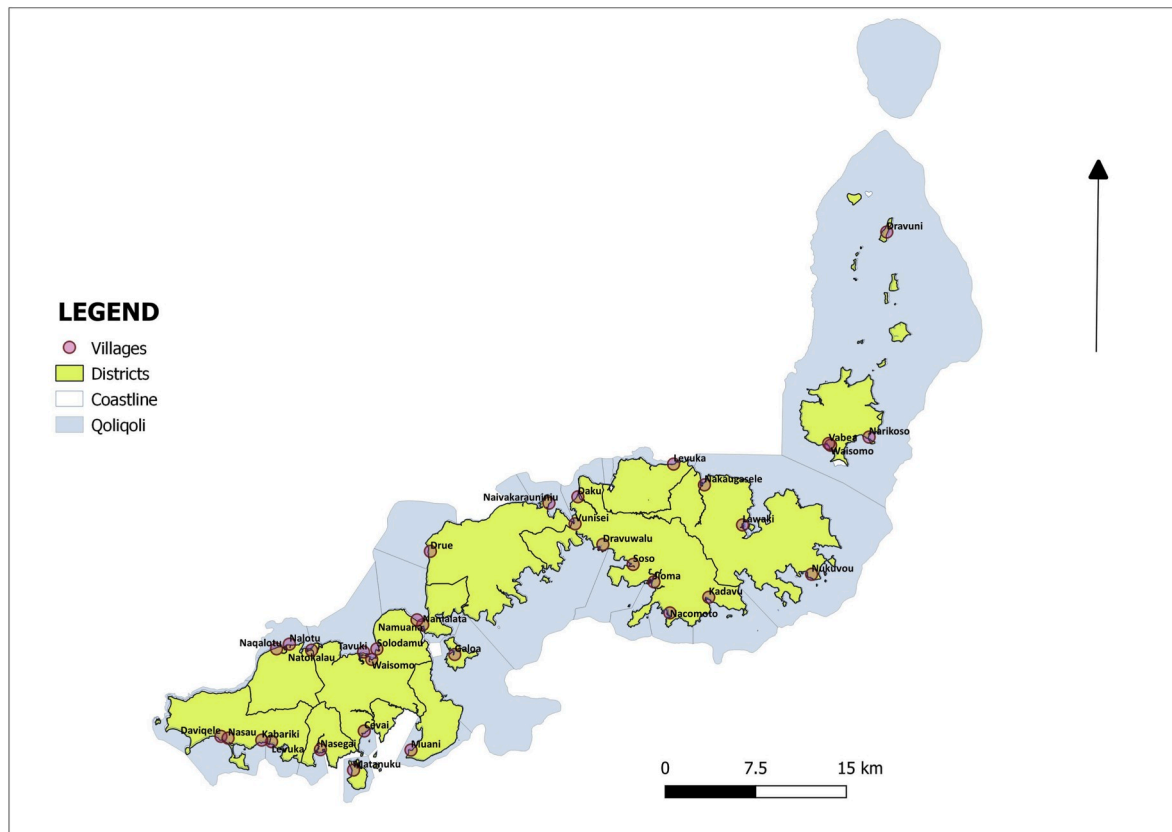 Dravuni
LEGEND
Villages
Districts
Coastline
Qoliqoli
Narikoso
Vabea
Waisomo
Levuka
Nakaugasele
Naivakarauniniu
Daku
Vunisei
Lawaki
Dravuwalu
Drue
Soso
Nukuvou
Joma
Kadavu
Nacomoto
Namalata
Namuana
Naqalotu
Nalotu
Tavuki
Solodamu
Galoa
Natokalau
Waisomo
Daviqele
Nasau
Kabariki
Cevai
Levuka
Nasegai
Muani
Matanuku
0 7.5 15 km